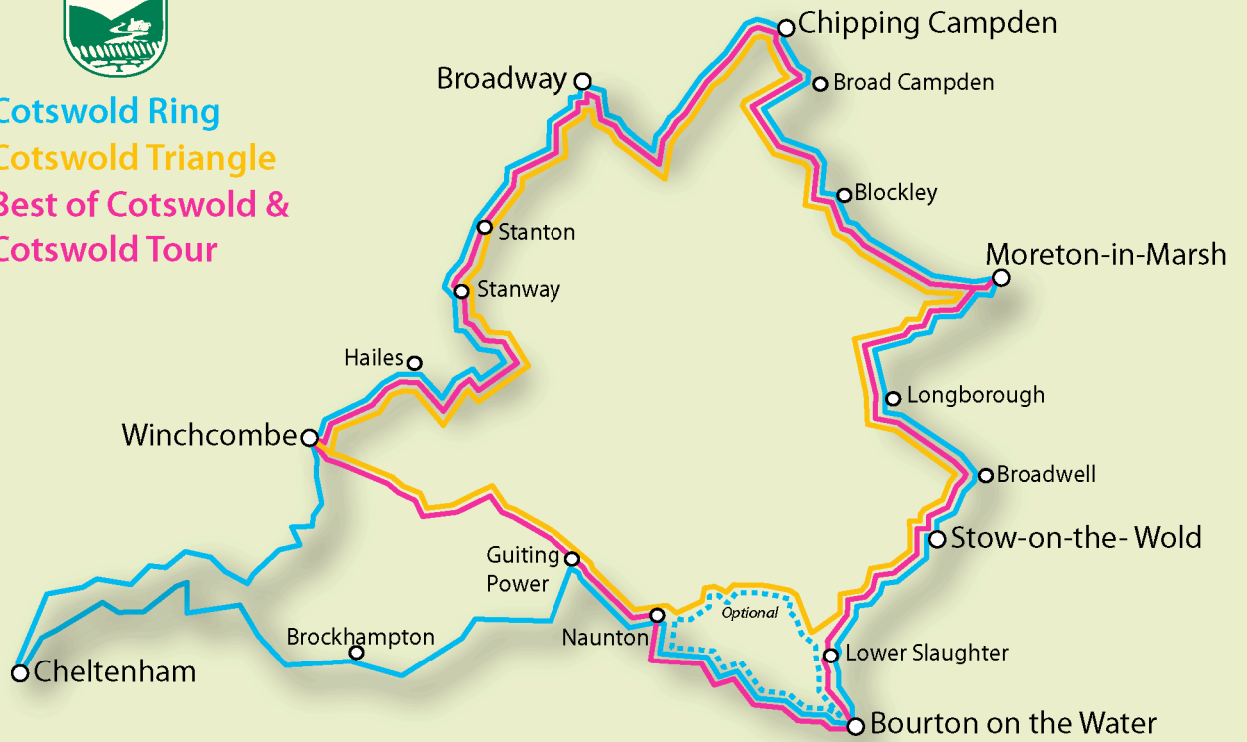 Cotswold Ring
Cotswold Triangle
Best of Cotswold &
Cotswold Tour
Chipping Campden
Broadway
Broad Campden
Blockley
Stanton
Moreton-in-Marsh
Stanway
Hailes
Longborough
Winchcombe
Broadwell
Stow-on-the- Wold
Guiting
Power
Optional
Naunton
Brockhampton
Lower Slaughter
Cheltenham
Bourton on the Water